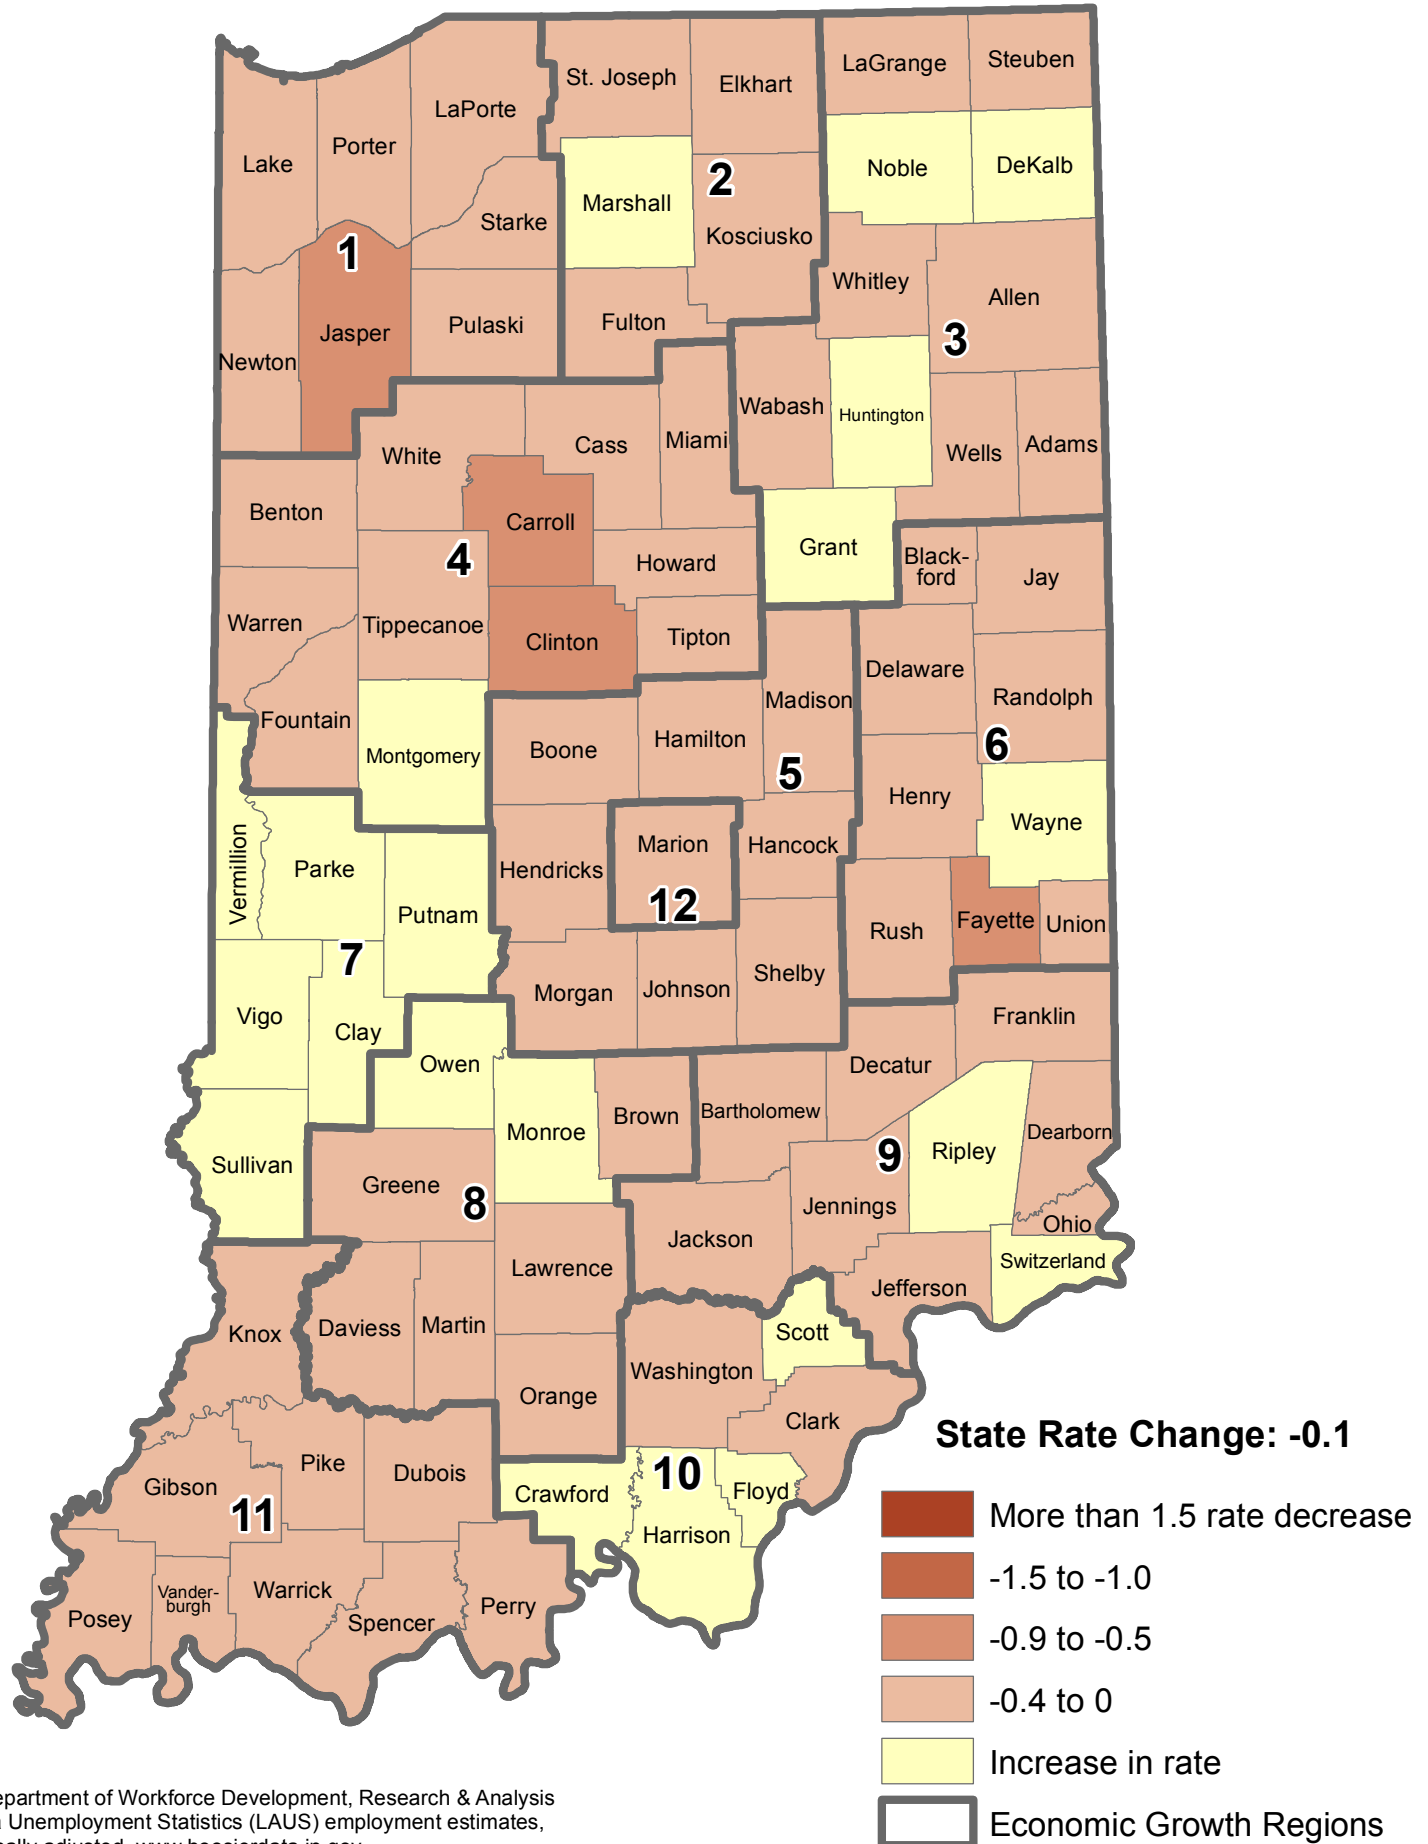 LaGrange
Steuben
St. Joseph
Elkhart
LaPorte
Porter
Lake
Noble
DeKalb
2
Marshall
Starke
Kosciusko
1
Whitley
Allen
Jasper
Pulaski
Fulton
3
Newton
Wabash
Huntington
White
Cass
Miami
Wells
Adams
Benton
Carroll
Grant
4
Howard
Black-
ford
Jay
Warren
Tippecanoe
Clinton
Tipton
Delaware
Madison
Randolph
Fountain
Montgomery
Boone
Hamilton
5
6
Henry
Wayne
Vermillion
Parke
Hendricks
Marion
Hancock
12
Putnam
Rush
Fayette
Union
7
Morgan
Johnson
Shelby
Vigo
Clay
Franklin
Owen
Decatur
Monroe
Brown
Bartholomew
Dearborn
Sullivan
9
Ripley
Greene
8
Jennings
Ohio
Jackson
Lawrence
Switzerland
Jefferson
Knox
Daviess
Martin
Scott
Washington
Orange
Clark
State Rate Change: -0.1
Pike
Dubois
10
Gibson
Crawford
Floyd
11
Harrison
More than 1.5 rate decrease
-1.5 to -1.0
Vander-
burgh
Warrick
Posey
Spencer
Perry
-0.9 to -0.5
-0.4 to 0
Increase in rate
Economic Growth Regions
epartment of Workforce Development, Research & Analysis
Unemployment Statistics (LAUS) employment estimates,